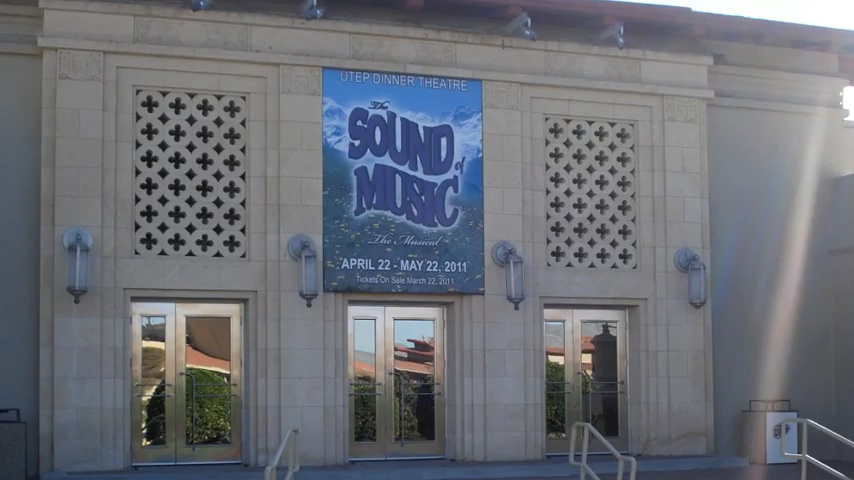 UTEP DINNER THEATRE
The
SOUND
of
MUSIC
The Musical
APRIL 22 - MAY 22, 2011
Tickets On Sale March 22, 2011